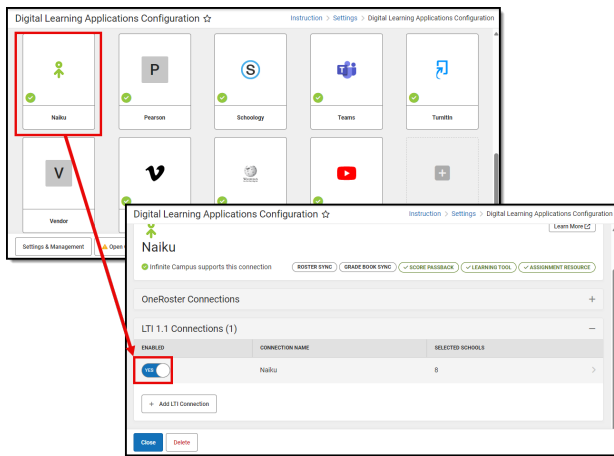 Digital Learning Applications Configuration ☆
Instruction > Settings > Digital Learning Applications Configuration
P
S
Naiku
Pearson
Schoology
Teams
Turnitin
V
Vendor
Settings & Management
Open
Digital Learning Applications Configuration ☆
Instruction > Settings > Digital Learning Applications Configuration
Learn More
Naiku
Infinite Campus supports this connection
ROSTER SYNC
GRADE BOOK SYNC
SCORE PASSBACK
LEARNING TOOL
ASSIGNMENT RESOURCE
OneRoster Connections
+
LTI 1.1 Connections (1)
−
ENABLED
CONNECTION NAME
SELECTED SCHOOLS
YES
Naiku
8
+ Add LTI Connection
Close
Delete